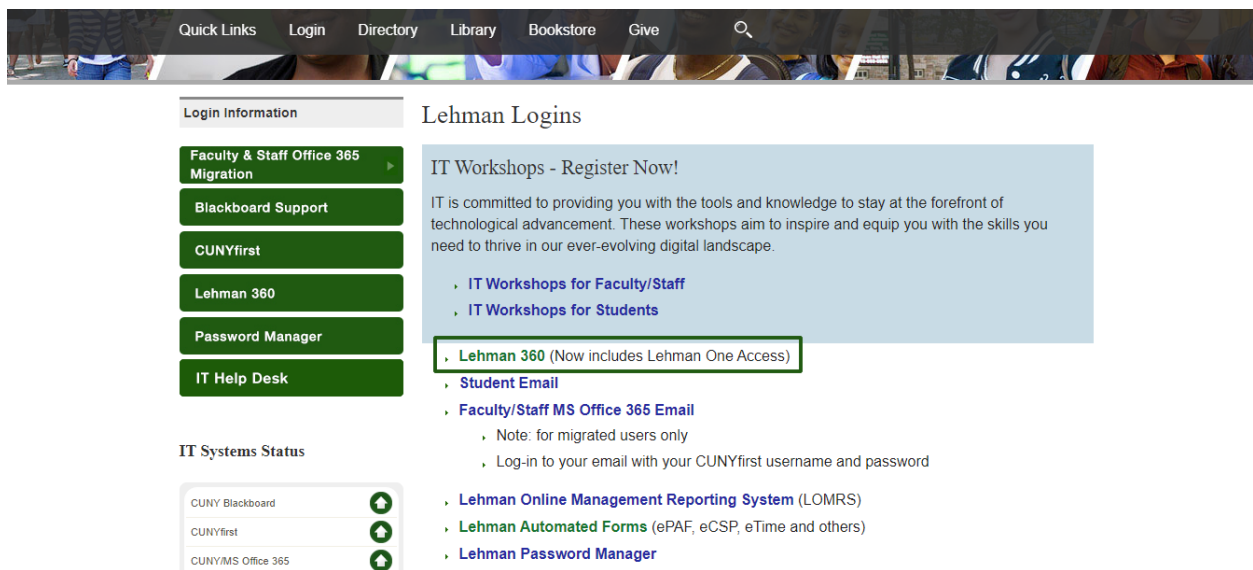 Quick Links Login Directory Library Bookstore Give
Login Information
Faculty & Staff Office 365
Migration
Blackboard Support
CUNYfirst
Lehman 360
Password Manager
IT Help Desk
IT Systems Status
CUNY Blackboard
CUNYfirst
CUNY/MS Office 365
Lehman Logins
IT Workshops - Register Now!
IT is committed to providing you with the tools and knowledge to stay at the forefront of
technological advancement. These workshops aim to inspire and equip you with the skills you
need to thrive in our ever-evolving digital landscape.
IT Workshops for Faculty/Staff
IT Workshops for Students
Lehman 360 (Now includes Lehman One Access)
Student Email
Faculty/Staff MS Office 365 Email
Note: for migrated users only
Log-in to your email with your CUNYfirst username and password
Lehman Online Management Reporting System (LOMRS)
Lehman Automated Forms (ePAF, eCSP, eTime and others)
Lehman Password Manager